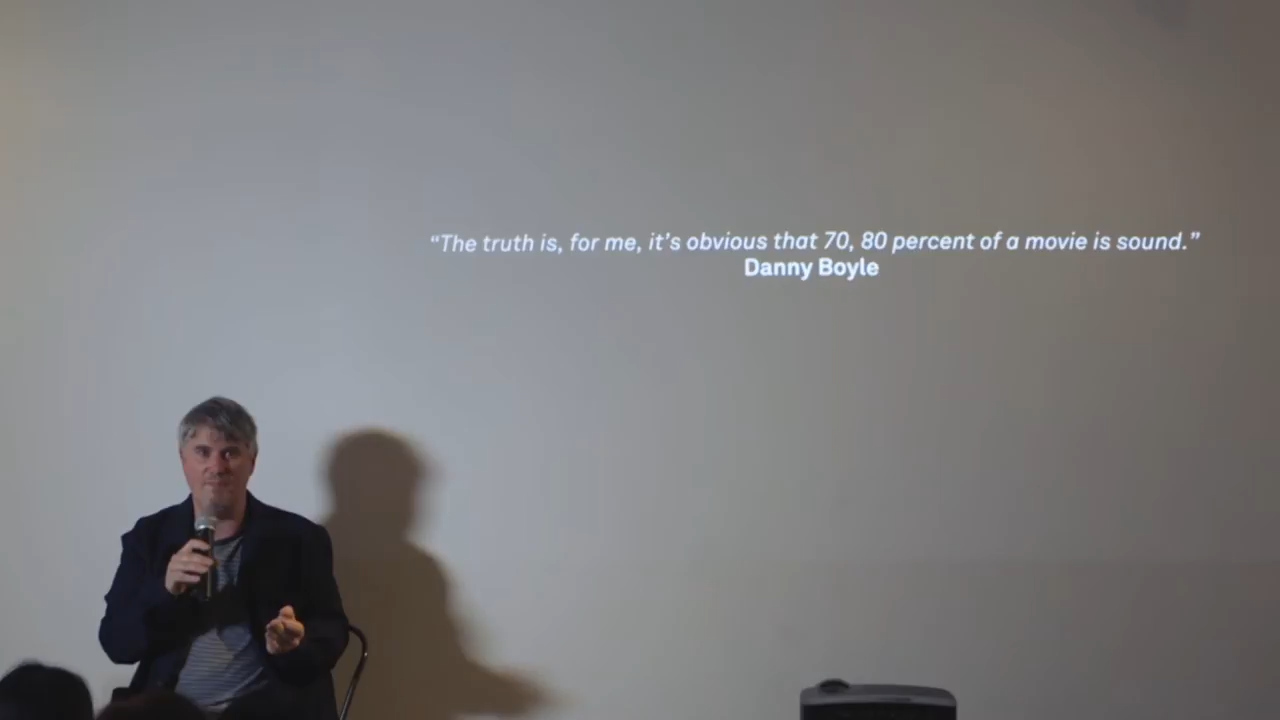 “The truth is, for me, it’s obvious that 70, 80 percent of a movie is sound.”
Danny Boyle